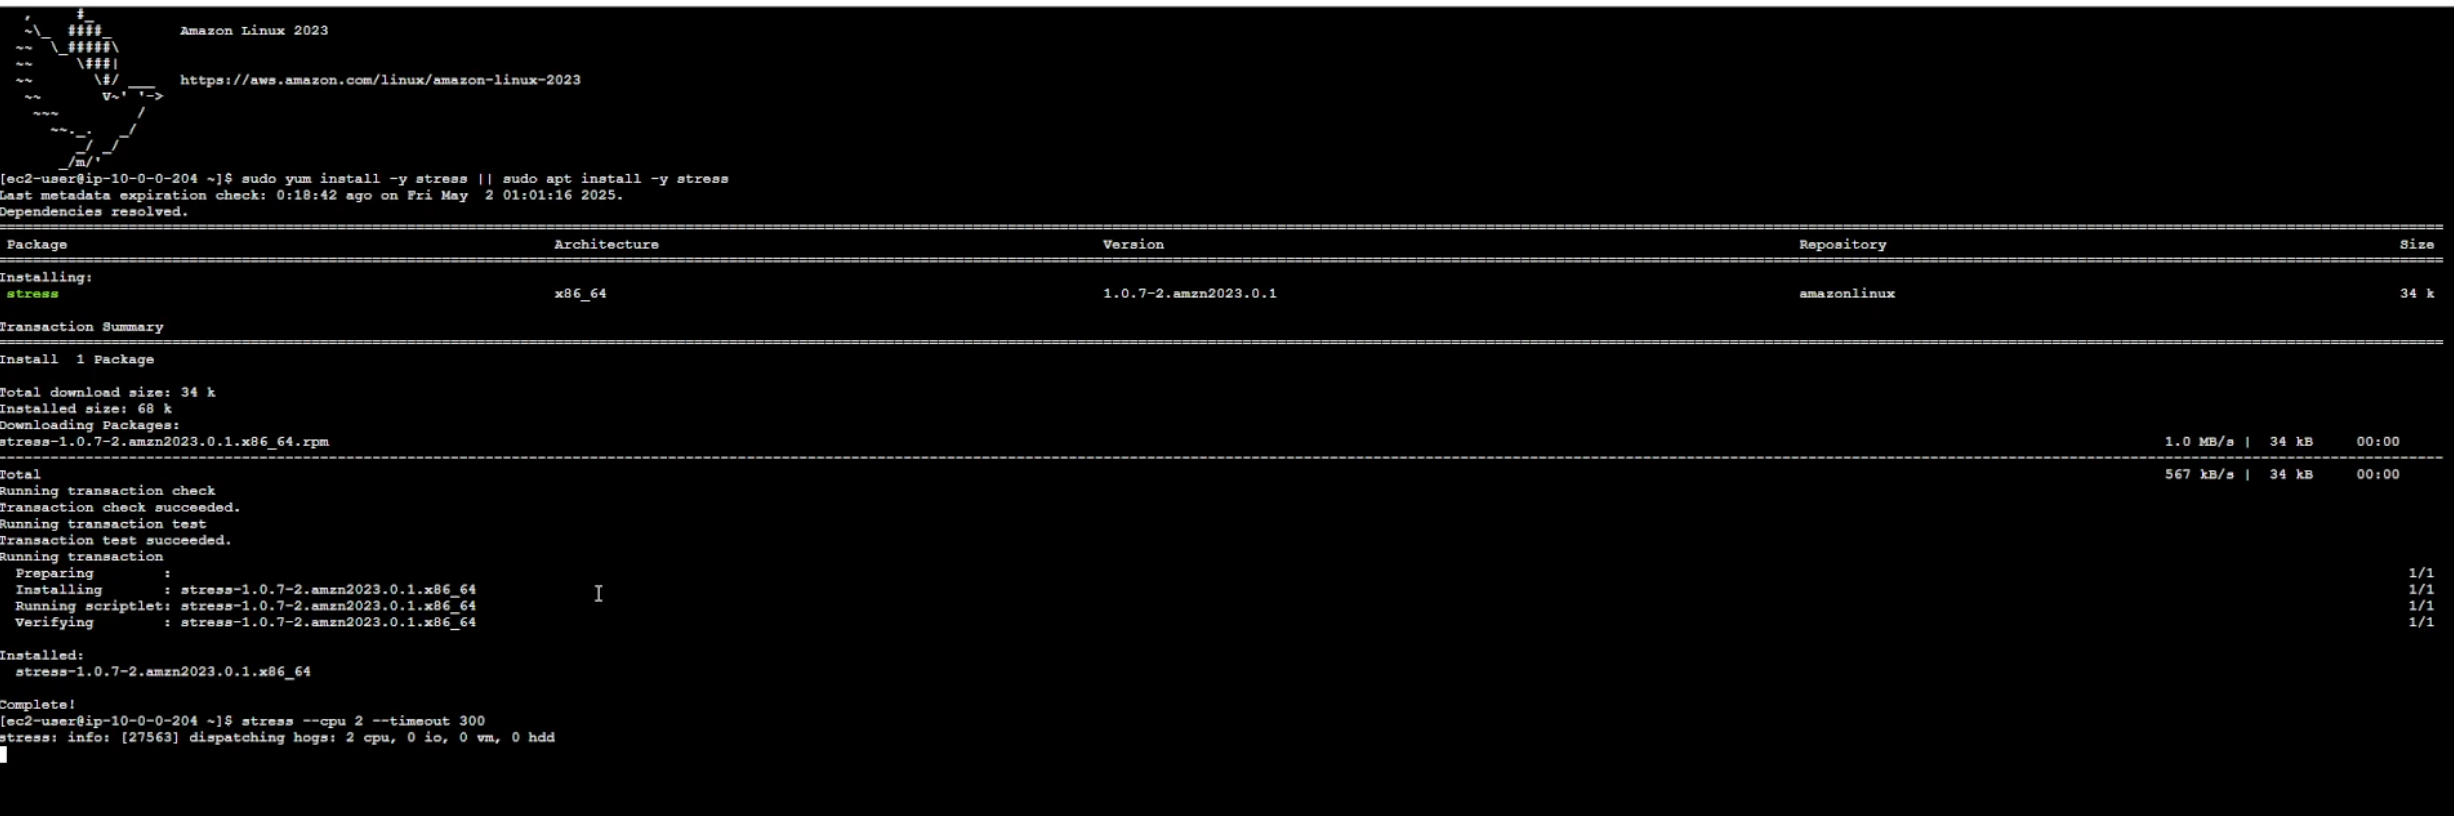 ,     #_
   ~\_  ####_        Amazon Linux 2023
  ~~  \_#####\
  ~~     \###|
  ~~       \#/ ___   https://aws.amazon.com/linux/amazon-linux-2023
   ~~       V~' '->
    ~~~         /
      ~~._.   _/
         _/ _/
       _/m/'
[ec2-user@ip-10-0-0-204 ~]$ sudo yum install -y stress || sudo apt install -y stress
Last metadata expiration check: 0:18:42 ago on Fri May  2 01:01:16 2025.
Dependencies resolved.
Package Architecture Version Repository Size
Installing:
stress x86_64 1.0.7-2.amzn2023.0.1 amazonlinux 34 k
Transaction Summary
Install  1 Package
Total download size: 34 k
Installed size: 68 k
Downloading Packages:
stress-1.0.7-2.amzn2023.0.1.x86_64.rpm 1.0 MB/s | 34 kB 00:00
Total 567 kB/s | 34 kB 00:00
Running transaction check
Transaction check succeeded.
Running transaction test
Transaction test succeeded.
Running transaction
Preparing : 1/1
Installing : stress-1.0.7-2.amzn2023.0.1.x86_64 1/1
Running scriptlet: stress-1.0.7-2.amzn2023.0.1.x86_64 1/1
Verifying : stress-1.0.7-2.amzn2023.0.1.x86_64 1/1
Installed:
stress-1.0.7-2.amzn2023.0.1.x86_64
Complete!
[ec2-user@ip-10-0-0-204 ~]$ stress --cpu 2 --timeout 300
stress: info: [27563] dispatching hogs: 2 cpu, 0 io, 0 vm, 0 hdd